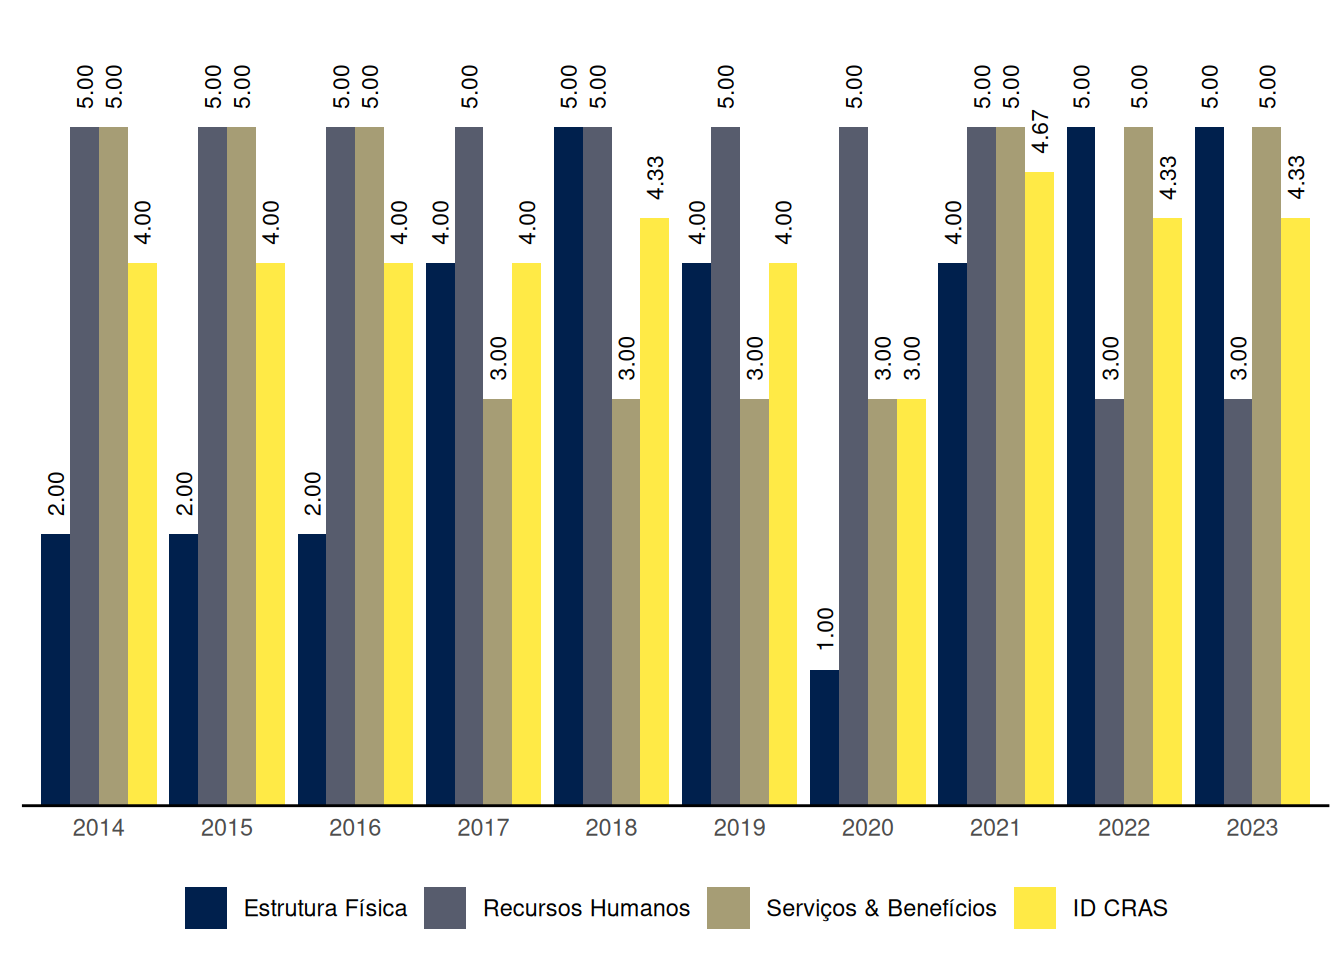 5.00 5.00 5.00 5.00 5.00 5.00 5.00 5.00 5.00 5.00 5.00 5.00 5.00 5.00 5.00 5.00 5.00
4.67
4.33 4.33 4.33
4.00 4.00 4.00 4.00 4.00 4.00 4.00 4.00
3.00 3.00 3.00 3.00 3.00 3.00 3.00
2.00 2.00 2.00
1.00
2014 2015 2016 2017 2018 2019 2020 2021 2022 2023
Estrutura Física Recursos Humanos Serviços & Benefícios ID CRAS